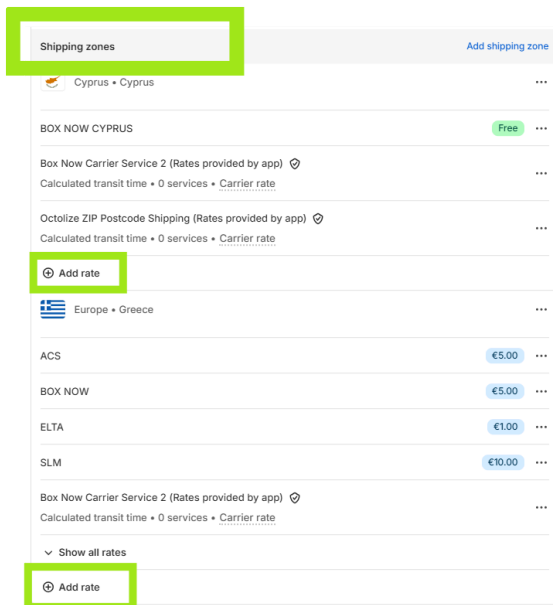 Shipping zones
Add shipping zone
Cyprus • Cyprus
BOX NOW CYPRUS
Free
Box Now Carrier Service 2 (Rates provided by app)
Calculated transit time • 0 services • Carrier rate
Octolize ZIP Postcode Shipping (Rates provided by app)
Calculated transit time • 0 services • Carrier rate
Add rate
Europe • Greece
ACS
€5.00
BOX NOW
€5.00
ELTA
€1.00
SLM
€10.00
Box Now Carrier Service 2 (Rates provided by app)
Calculated transit time • 0 services • Carrier rate
Show all rates
Add rate